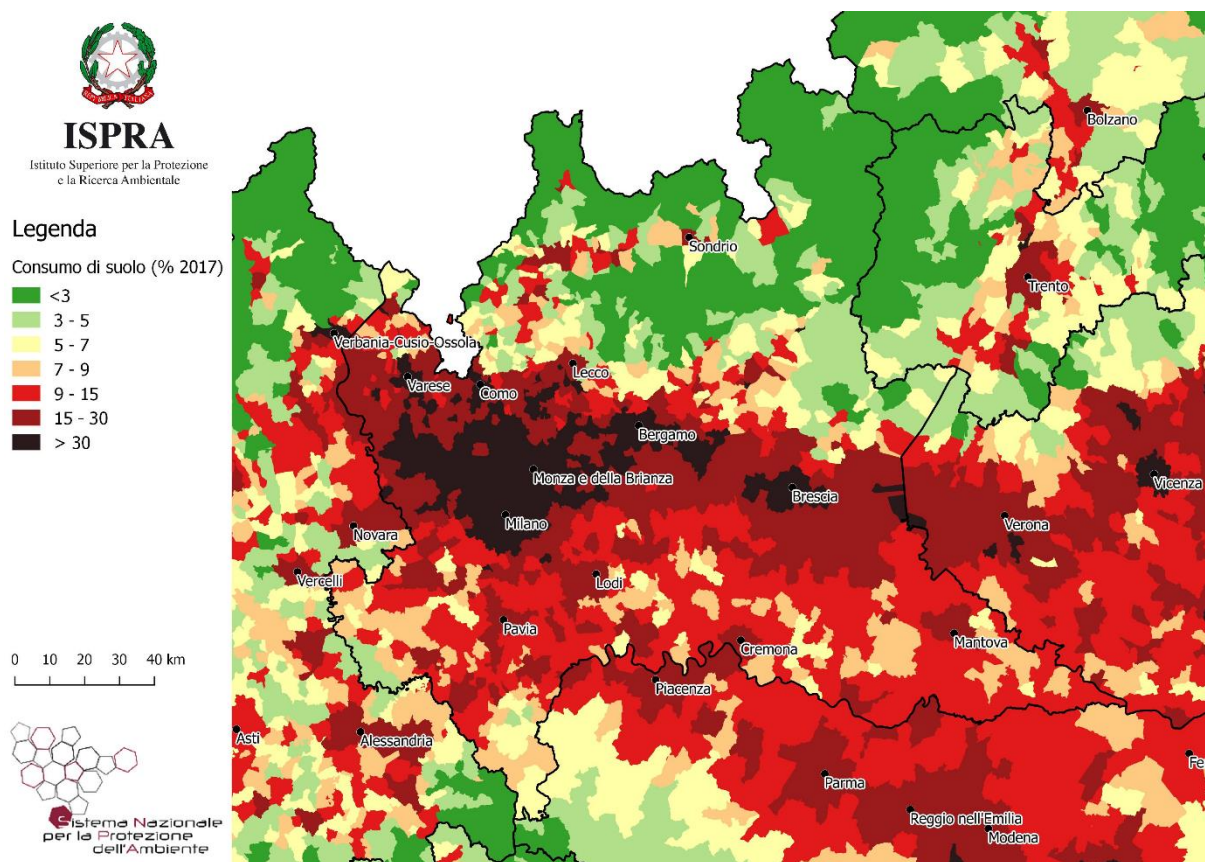 REPVBBLICA ITALIANA
ISPRA
Istituto Superiore per la Protezione
e la Ricerca Ambientale
Legenda
Consumo di suolo (% 2017)
<3
3 - 5
5 - 7
7 - 9
9 - 15
15 - 30
> 30
0 10 20 30 40 km
Sistema Nazionale
per la Protezione
dell'Ambiente
Bolzano
Sondrio
Trento
Verbania-Cusio-Ossola
Varese
Como
Lecco
Bergamo
Monza e della Brianza
Brescia
Vicenza
Milano
Verona
Novara
Vercelli
Lodi
Pavia
Cremona
Mantova
Piacenza
Asti
Alessandria
Fe
Parma
Reggio nell'Emilia
Modena